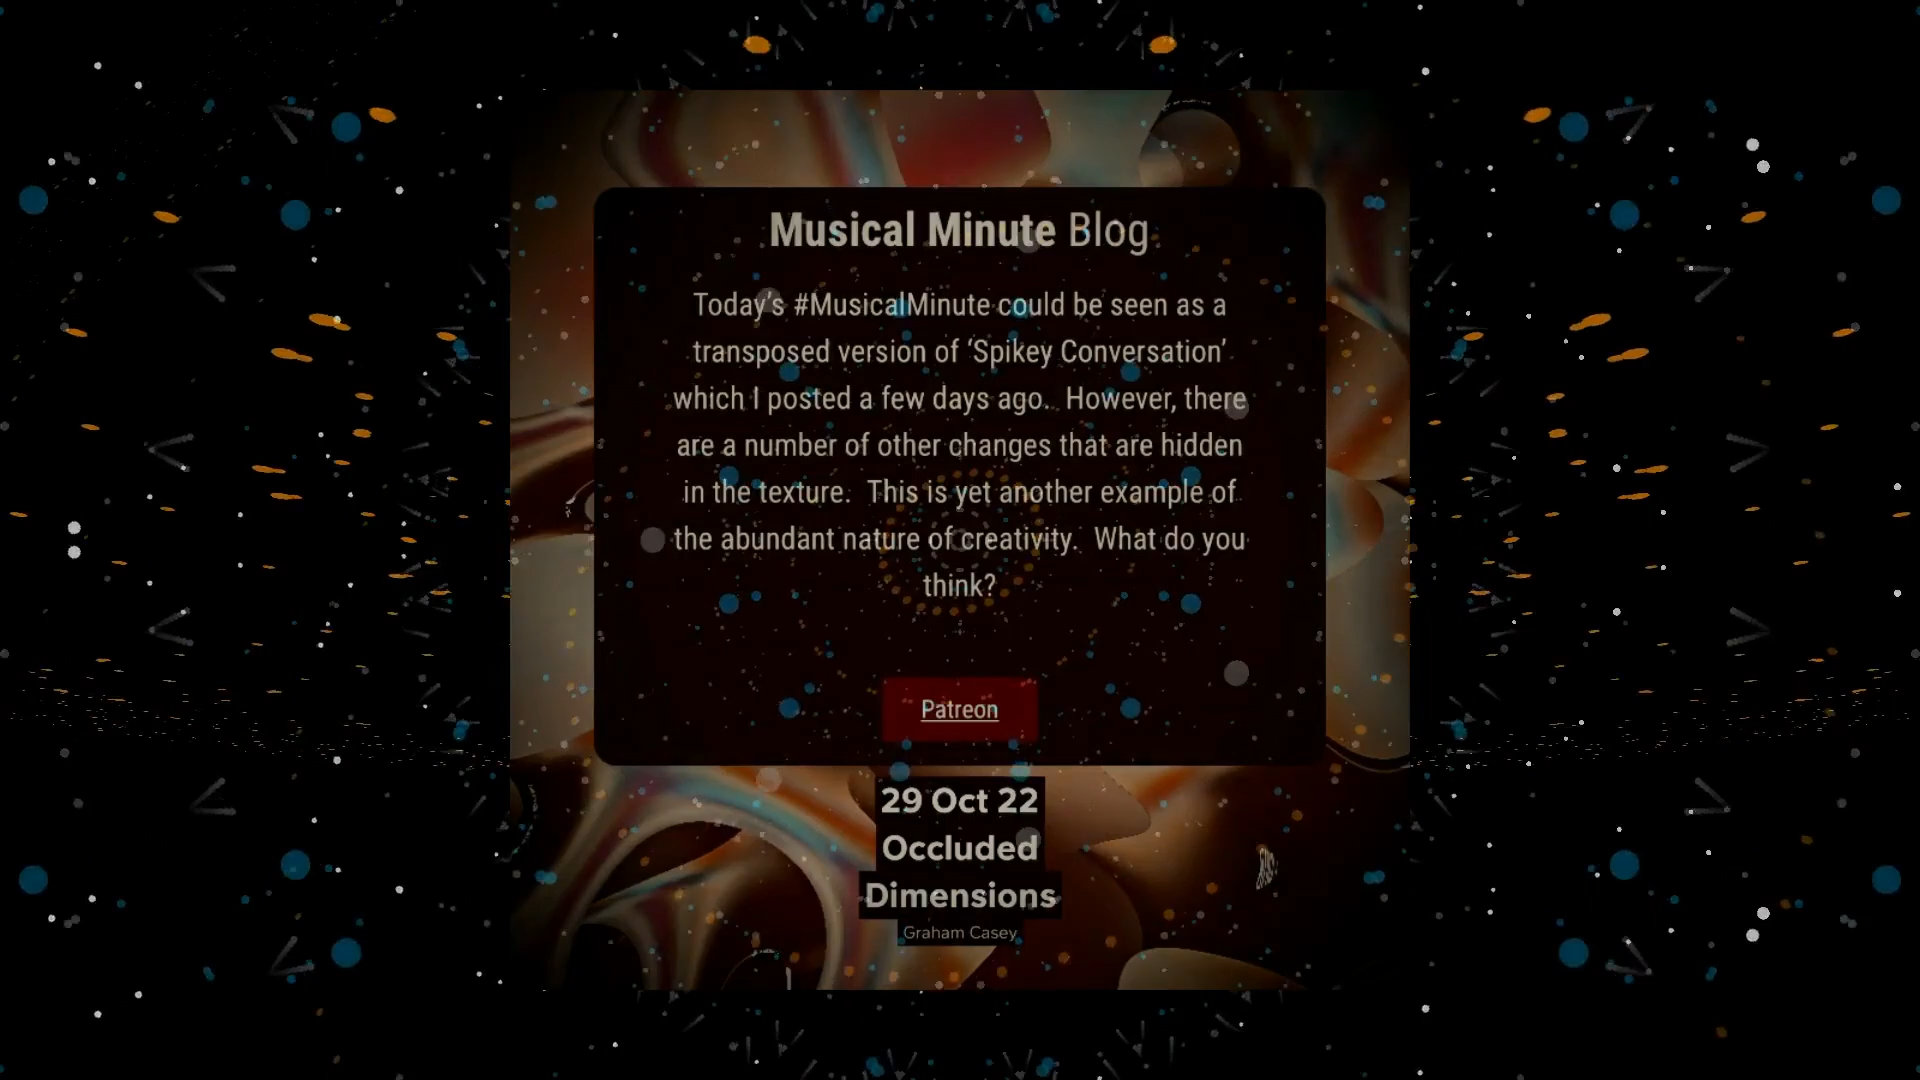 Musical Minute Blog
Today's #MusicalMinute could be seen as a
transposed version of ‘Spikey Conversation’
which I posted a few days ago.  However, there
are a number of other changes that are hidden
in the texture.  This is yet another example of
the abundant nature of creativity.  What do you
think?
Patreon
29 Oct 22
Occluded
Dimensions
Graham Casey